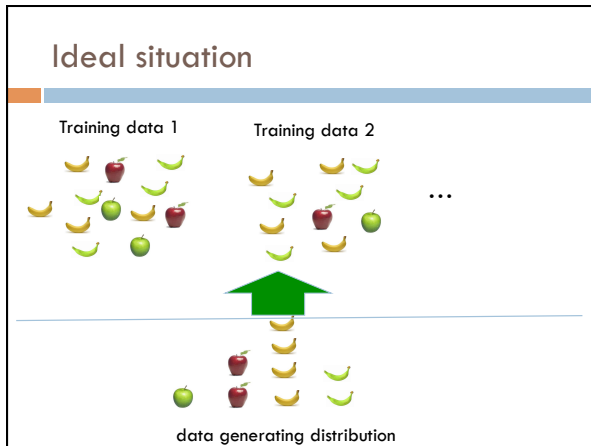 Ideal situation
Training data 1
Training data 2
...
data generating distribution